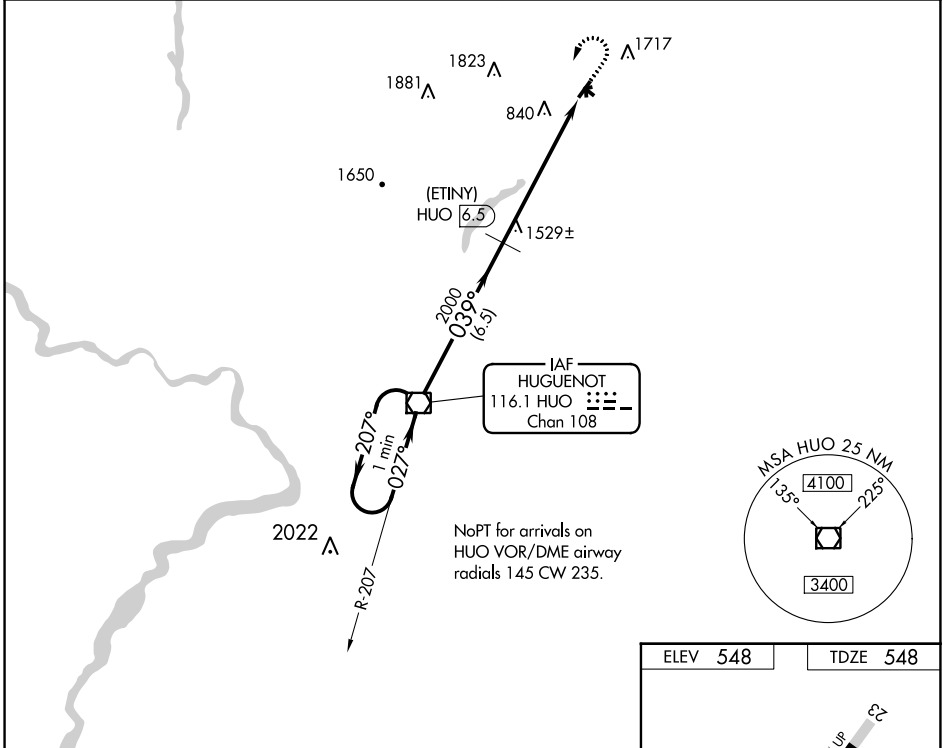 1717
1823
1881
840
1650
(ETINY)
HUO 6.5
1529±
2000
039°
(6.5)
IAF
HUGUENOT
116.1 HUO
Chan 108
207°
1 min
027°
MSA HUO 25 NM
135°
4100
225°
3400
2022
NoPT for arrivals on
HUO VOR/DME airway
radials 145 CW 235.
R-207
ELEV 548
TDZE 548
23
UP